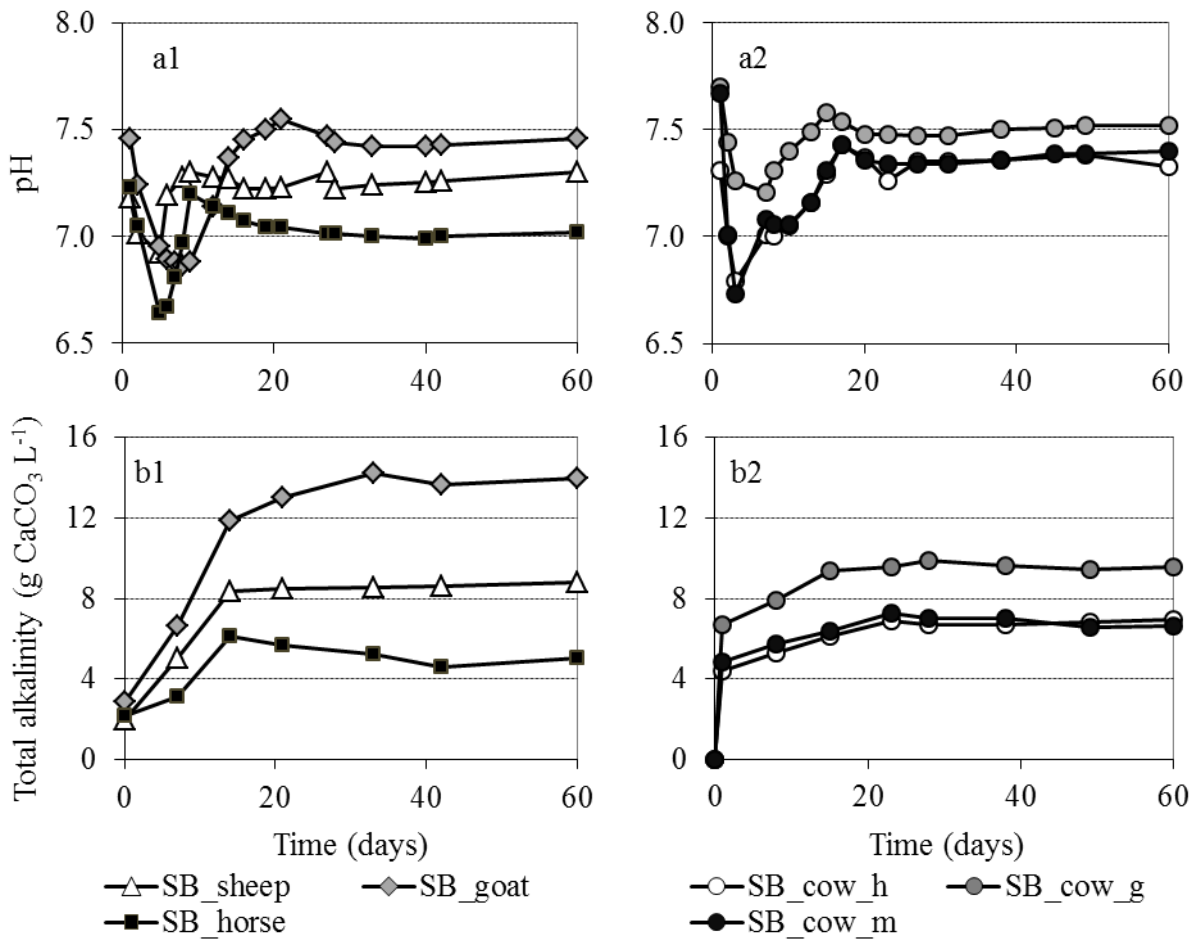 8.0
7.5
7.0
6.5
pH
a1
0
20
40
60
8.0
7.5
7.0
6.5
a2
0
20
40
60
Total alkalinity (g CaCO3 L-1)
16
12
8
4
0
b1
0
20
40
60
Time (days)
16
12
8
4
0
b2
0
20
40
60
Time (days)
SB_sheep
SB_goat
SB_horse
SB_cow_h
SB_cow_g
SB_cow_m